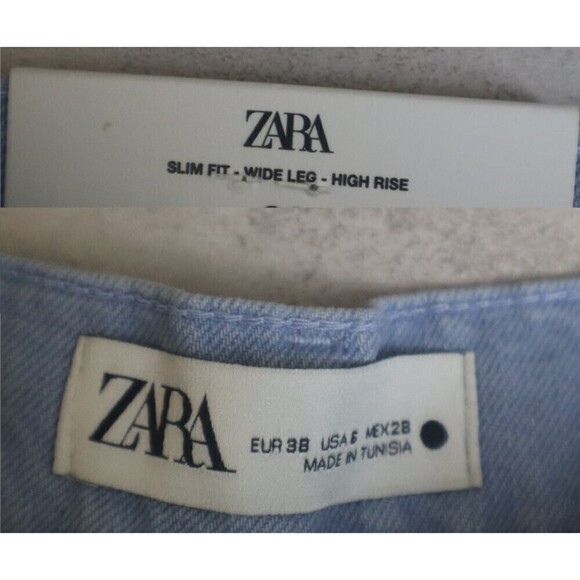 ZARA
SLIM FIT - WIDE LEG - HIGH RISE
ZARA
EUR 38 USA 6 MEX 28
MADE IN TUNISIA